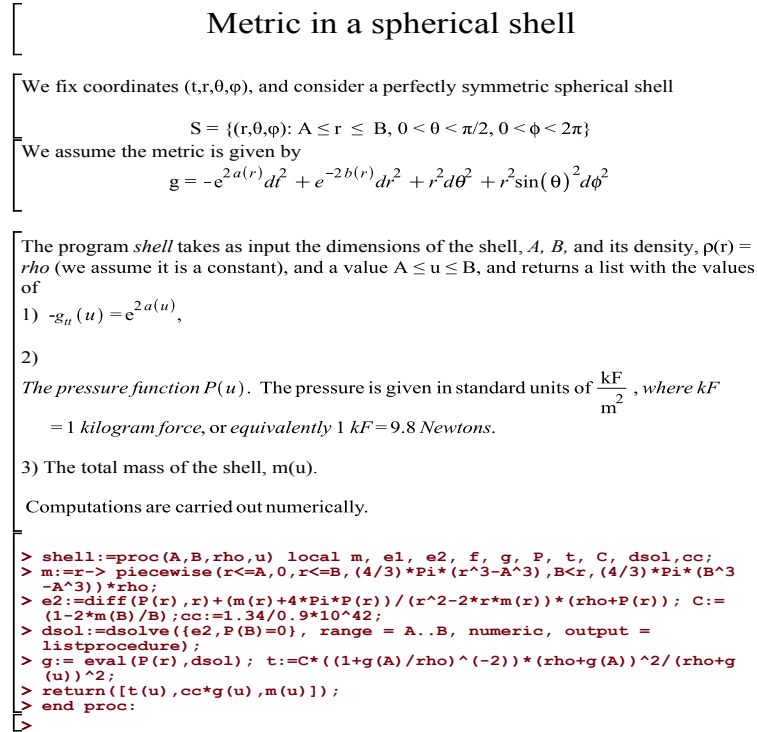 Metric in a spherical shell
We fix coordinates (t,r,θ,φ), and consider a perfectly symmetric spherical shell
S = {(r,θ,φ): A ≤ r ≤ B, 0 < θ < π/2, 0 < ϕ < 2π}
We assume the metric is given by
g = -e^{2 a(r)}dt^2 + e^{-2 b(r)}dr^2 + r^2dθ^2 + r^2sin(θ)^2dϕ^2
The program shell takes as input the dimensions of the shell, A, B, and its density, ρ(r) =
rho (we assume it is a constant), and a value A ≤ u ≤ B, and returns a list with the values
of
1) -g_{tt}(u) = e^{2 a(u)},
2)
The pressure function P(u). The pressure is given in standard units of kF/m^2, where kF
= 1 kilogram force, or equivalently 1 kF = 9.8 Newtons.
3) The total mass of the shell, m(u).
Computations are carried out numerically.
> shell:=proc(A,B,rho,u) local m, e1, e2, f, g, P, t, C, dsol,cc;
> m:=r-> piecewise(r<=A,0,r<=B,(4/3)*Pi*(r^3-A^3),B<r,(4/3)*Pi*(B^3
-A^3))*rho;
> e2:=diff(P(r),r)+(m(r)+4*Pi*P(r))/(r^2-2*r*m(r))*(rho+P(r)); C:=
(1-2*m(B)/B);cc:=1.34/0.9*10^42;
> dsol:=dsolve({e2,P(B)=0}, range = A..B, numeric, output =
listprocedure);
> g:= eval(P(r),dsol); t:=C*((1+g(A)/rho)^(-2))*(rho+g(A))^2/(rho+g
(u))^2;
> return([t(u),cc*g(u),m(u)]);
> end proc:
>